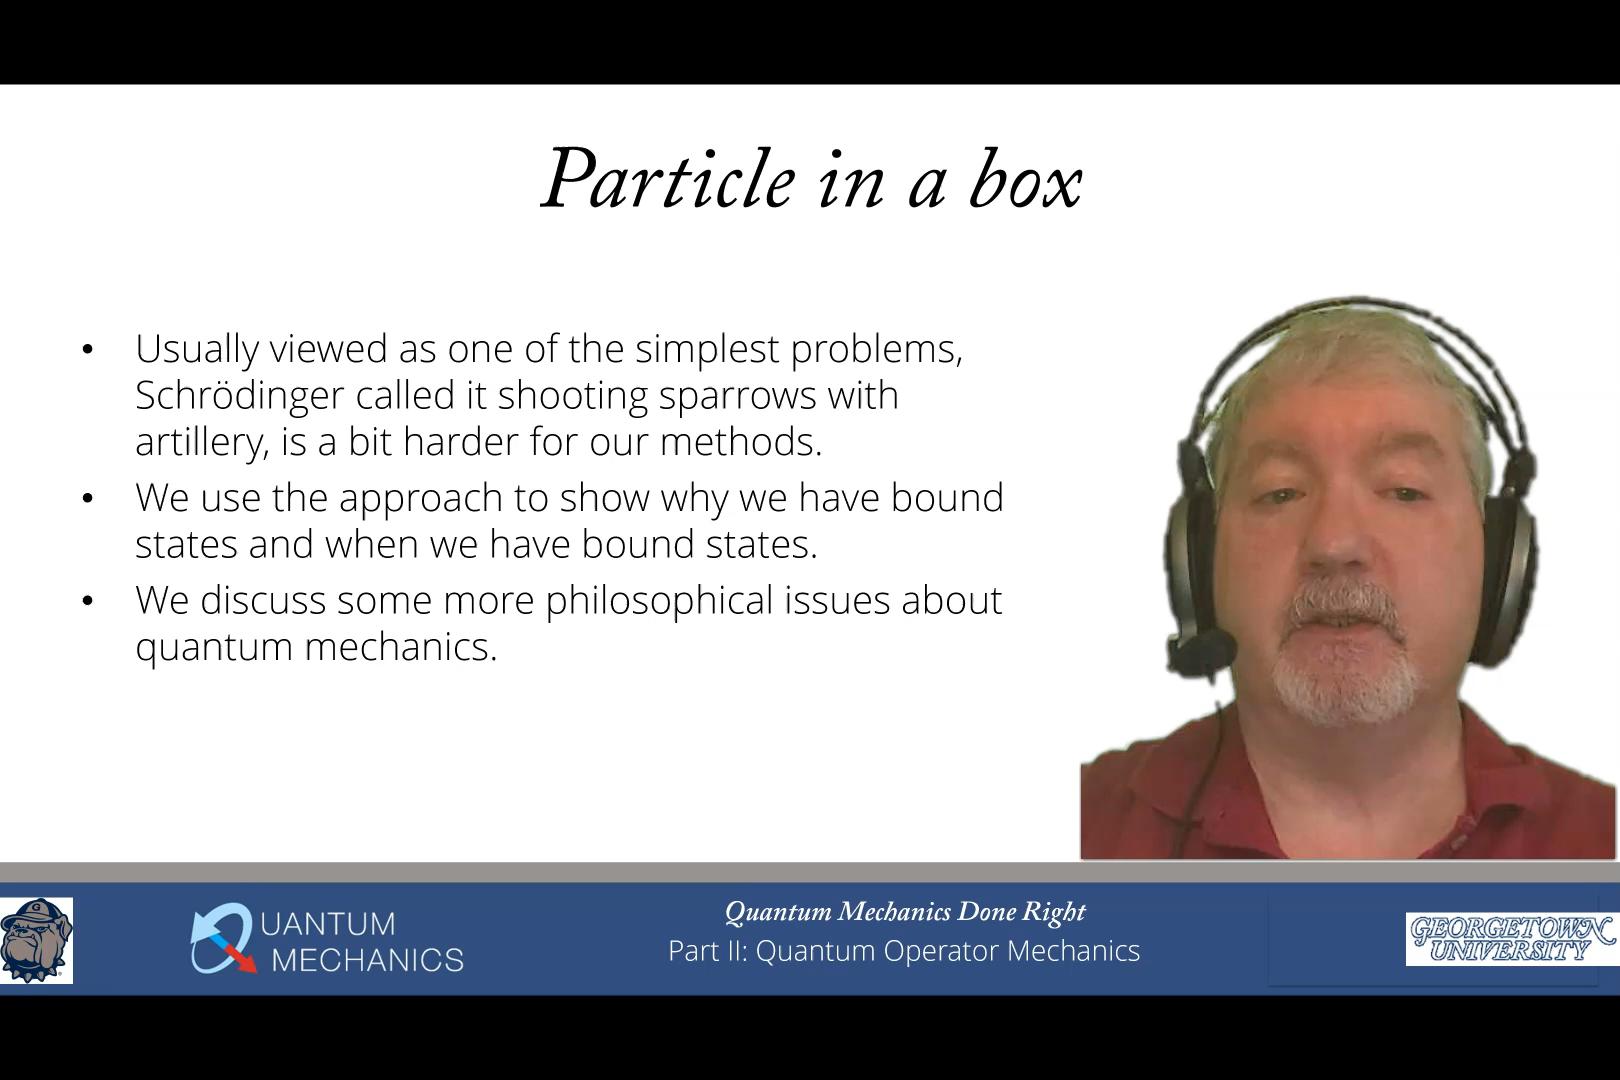 Particle in a box
• Usually viewed as one of the simplest problems,
Schrödinger called it shooting sparrows with
artillery, is a bit harder for our methods.
• We use the approach to show why we have bound
states and when we have bound states.
• We discuss some more philosophical issues about
quantum mechanics.
G
QUANTUM
MECHANICS
Quantum Mechanics Done Right
Part II: Quantum Operator Mechanics
GEORGETOWN
UNIVERSITY